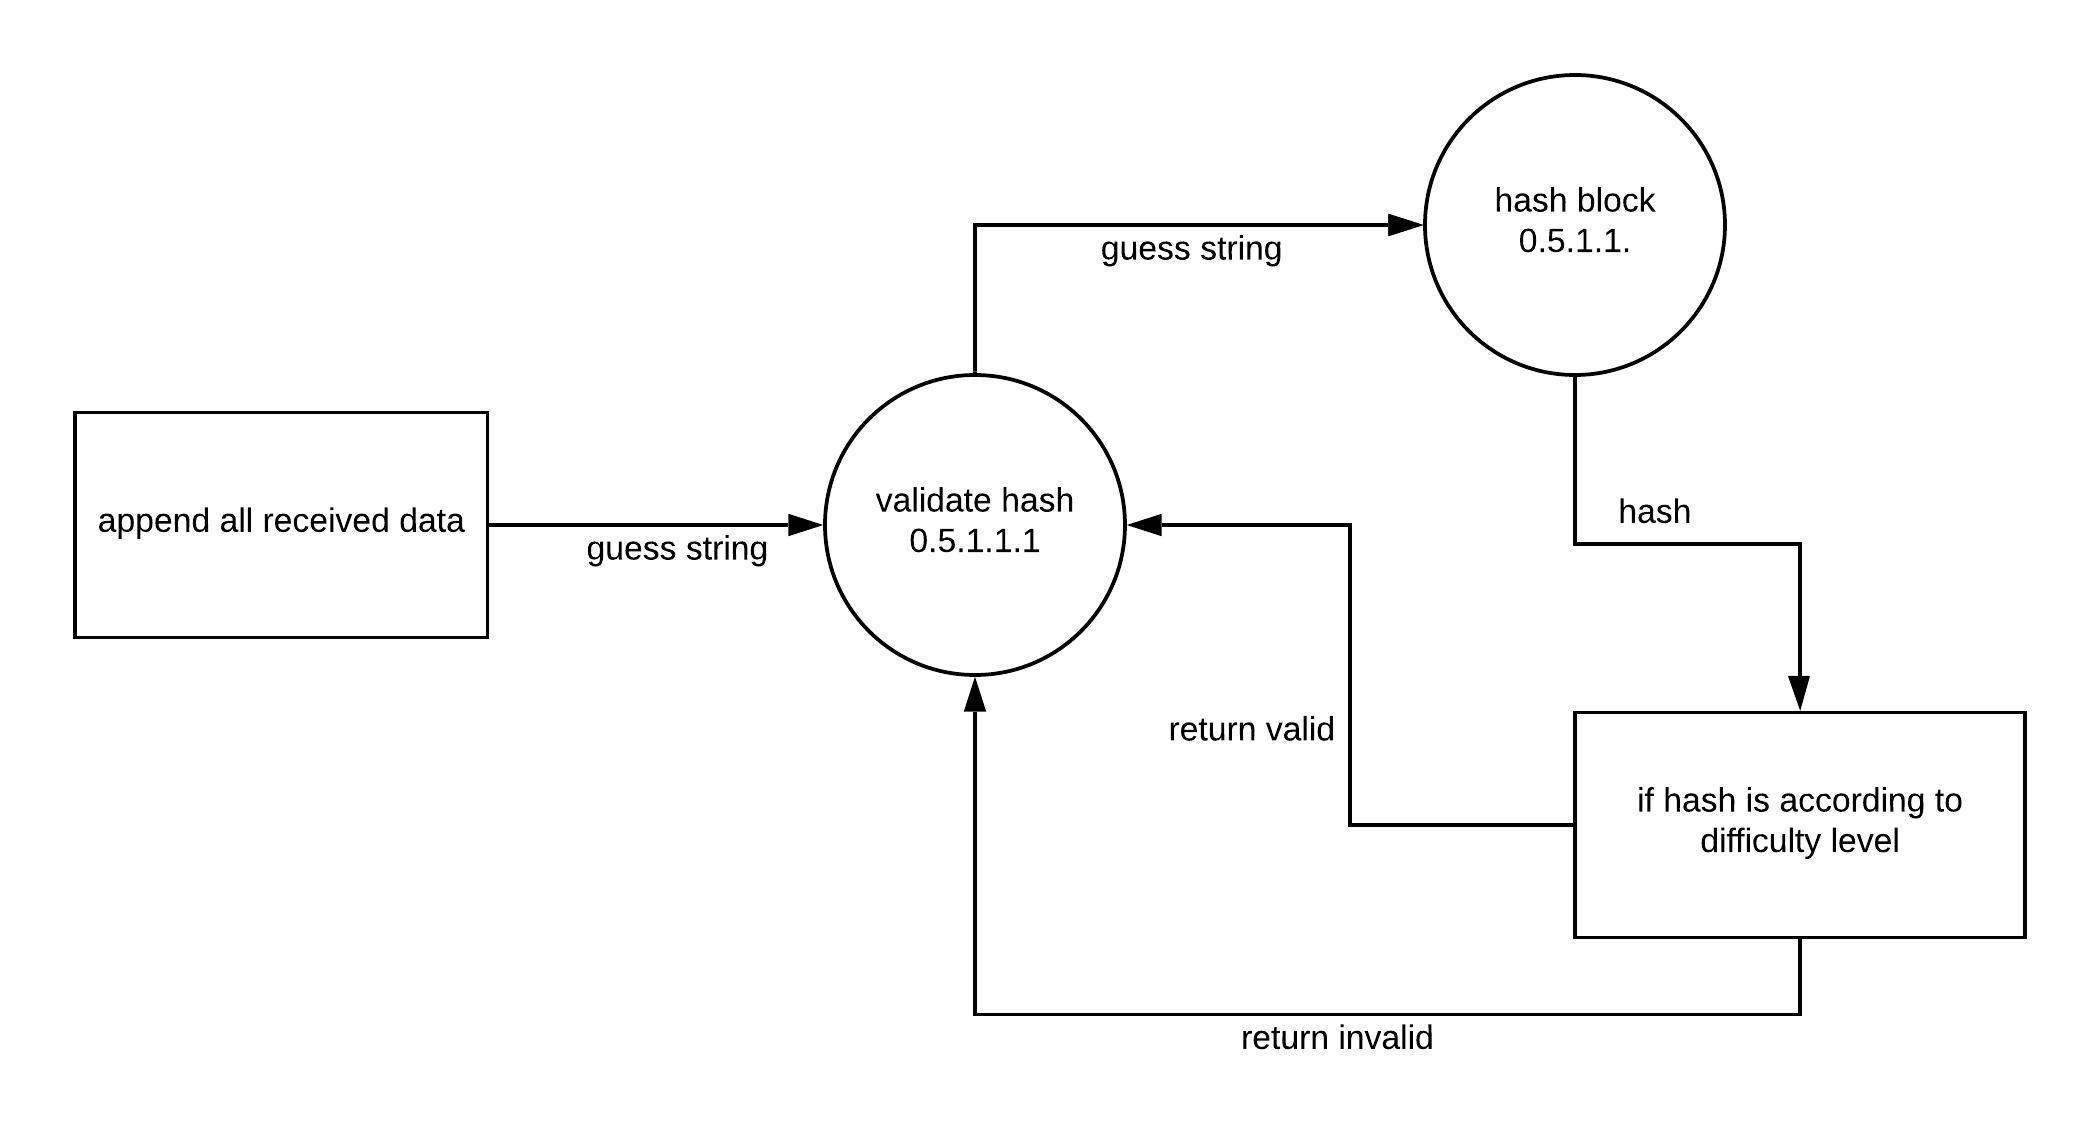 hash block
0.5.1.1.
guess string
validate hash
0.5.1.1.1
append all received data
guess string
hash
return valid
if hash is according to
difficulty level
return invalid